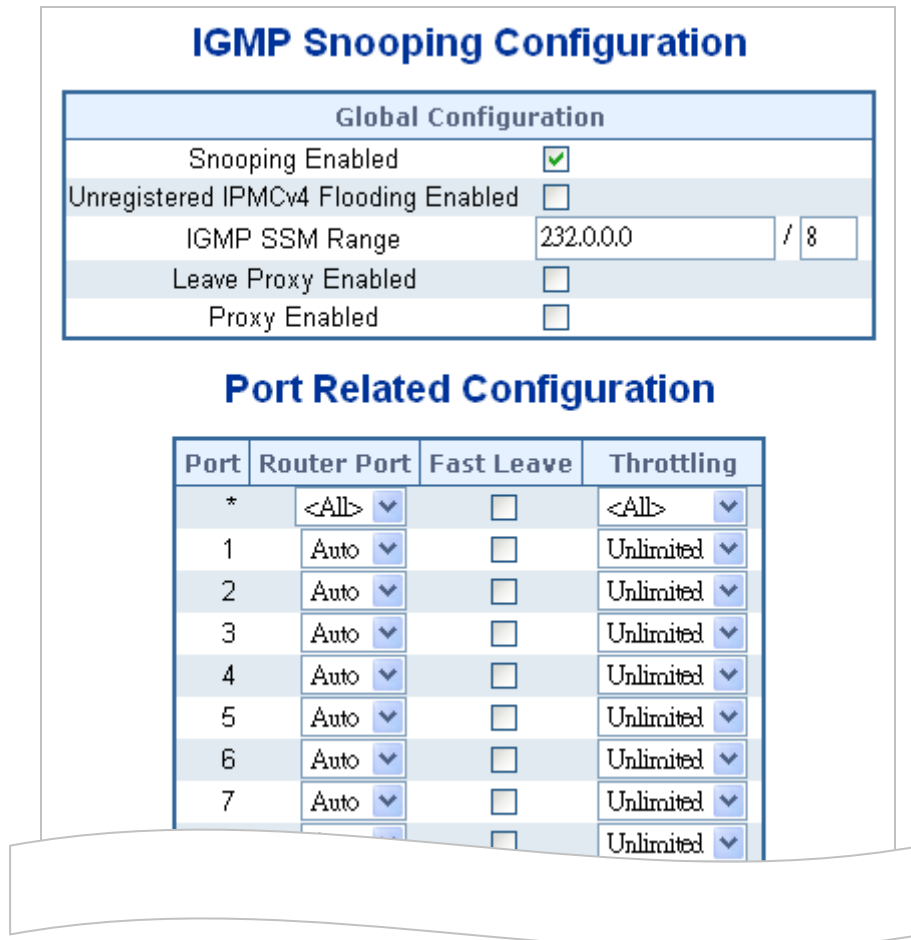 IGMP Snooping Configuration
Global Configuration
Snooping Enabled
Unregistered IPMCv4 Flooding Enabled
IGMP SSM Range 232.0.0.0 / 8
Leave Proxy Enabled
Proxy Enabled
Port Related Configuration
Port Router Port Fast Leave Throttling
* <All> <All>
1 Auto Unlimited
2 Auto Unlimited
3 Auto Unlimited
4 Auto Unlimited
5 Auto Unlimited
6 Auto Unlimited
7 Auto Unlimited
Unlimited